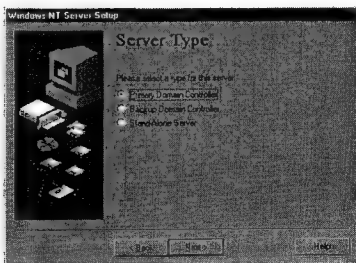 Windows NT Server Setup
Server Type
Please select a type for this server
Primary Domain Controller
Backup Domain Controller
Stand-Alone Server
< Back
Next >
Help